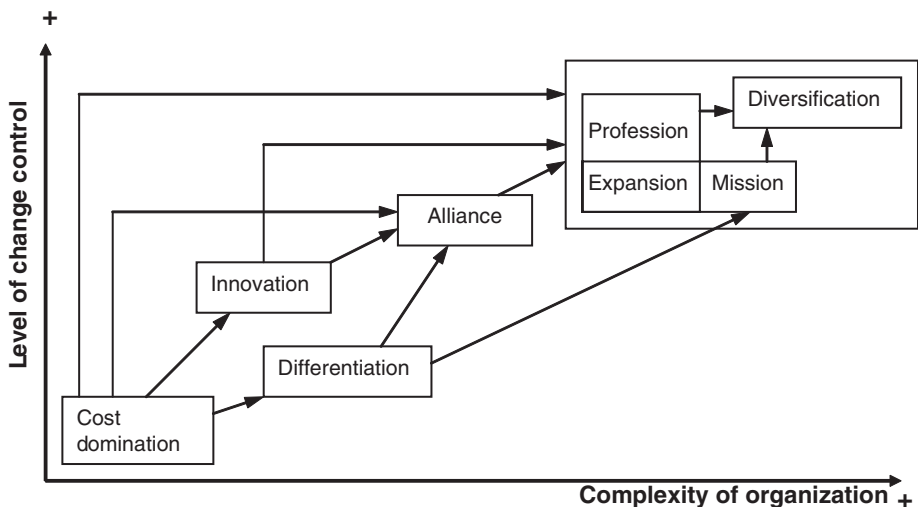 +
Level of change control
Diversification
Profession
Expansion
Mission
Alliance
Innovation
Differentiation
Cost
domination
Complexity of organization +